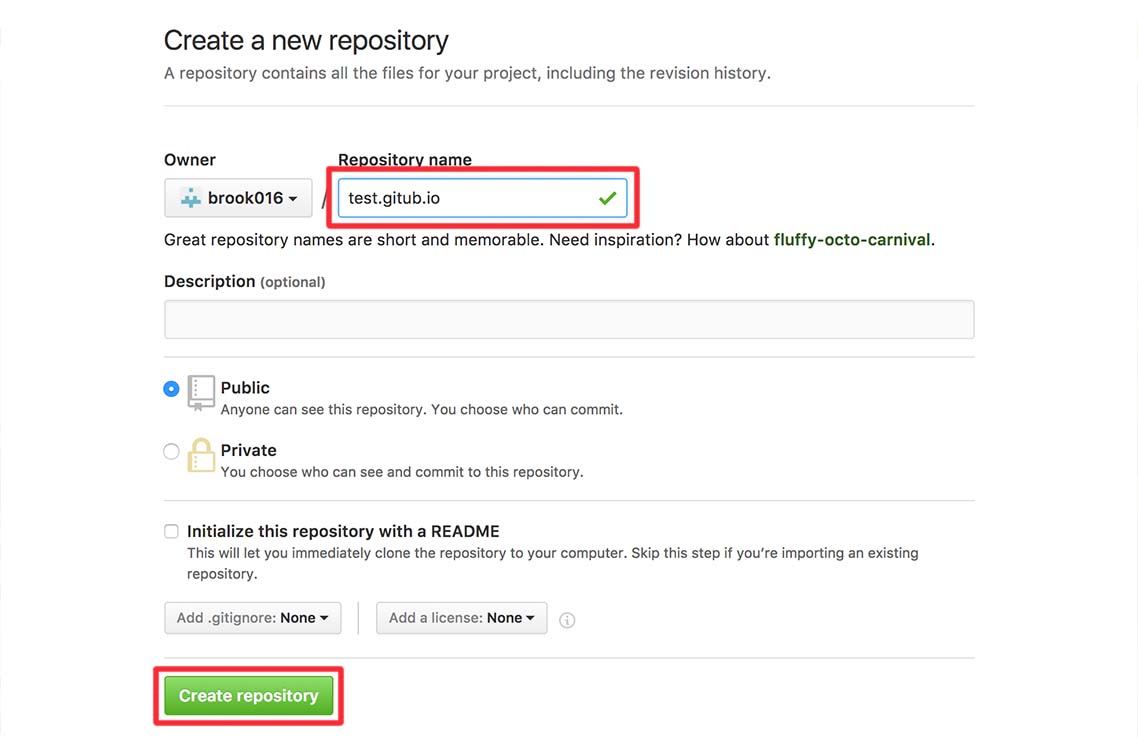 Create a new repository
A repository contains all the files for your project, including the revision history.
Owner
Repository name
brook016
/
test.gitub.io
Great repository names are short and memorable. Need inspiration? How about fluffy-octo-carnival.
Description (optional)
Public
Anyone can see this repository. You choose who can commit.
Private
You choose who can see and commit to this repository.
Initialize this repository with a README
This will let you immediately clone the repository to your computer. Skip this step if you’re importing an existing
repository.
Add .gitignore: None
Add a license: None
Create repository